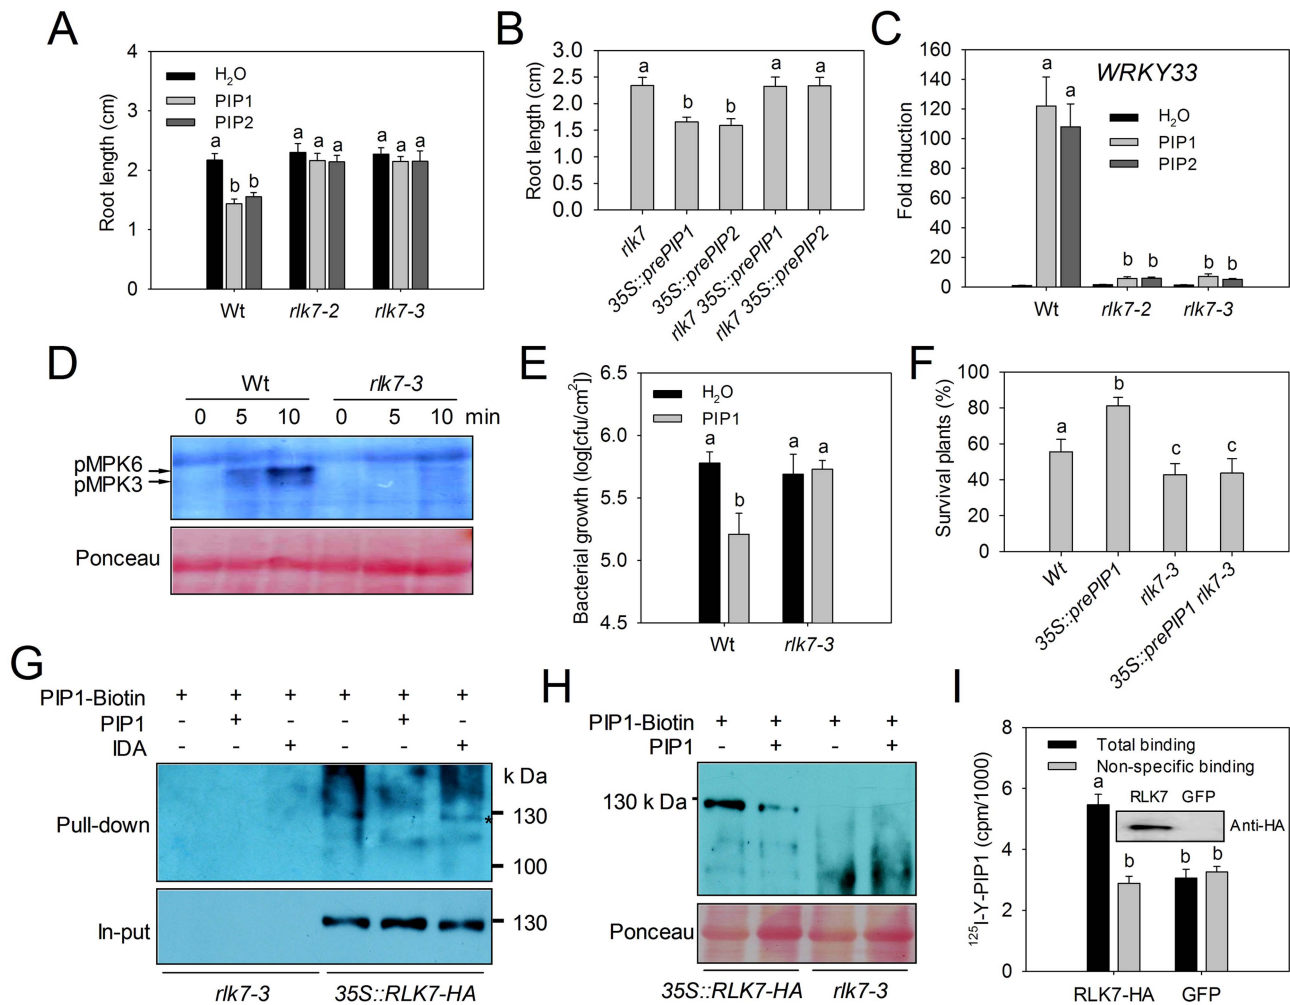 A
Root length (cm)
4
3
2
1
0
H₂O
PIP1
PIP2
a
b b
a a a
a a a
Wt rlk7-2 rlk7-3
B
Root length (cm)
3.0
2.5
2.0
1.5
1.0
0.5
0.0
a b b a a
rlk7
35S::prePIP1
35S::prePIP2
rlk7 35S::prePIP1
rlk7 35S::prePIP2
C
Fold induction
160
140
120
100
80
60
40
20
0
WRKY33
H₂O
PIP1
PIP2
a a
b b
b b
Wt rlk7-2 rlk7-3
D
Wt rlk7-3
0 5 10 0 5 10 min
pMPK6
pMPK3
Ponceau
E
Bacterial growth (log[cfu/cm²])
6.5
6.0
5.5
5.0
4.5
H₂O
PIP1
a b a a
Wt rlk7-3
F
Survival plants (%)
100
80
60
40
20
0
a b c c
Wt
35S::prePIP1
rlk7-3
35S::prePIP1 rlk7-3
G
PIP1-Biotin + + + + + +
PIP1 - + - - + -
IDA - - + - - +
k Da
130
*
100
Pull-down
130
In-put
rlk7-3 35S::RLK7-HA
H
PIP1-Biotin + + + +
PIP1 - + - +
130 k Da
Ponceau
35S::RLK7-HA rlk7-3
I
¹²⁵I-Y-PIP1 (cpm/1000)
8
6
4
2
0
Total binding
Non-specific binding
RLK7 GFP
Anti-HA
a b b b
RLK7-HA GFP